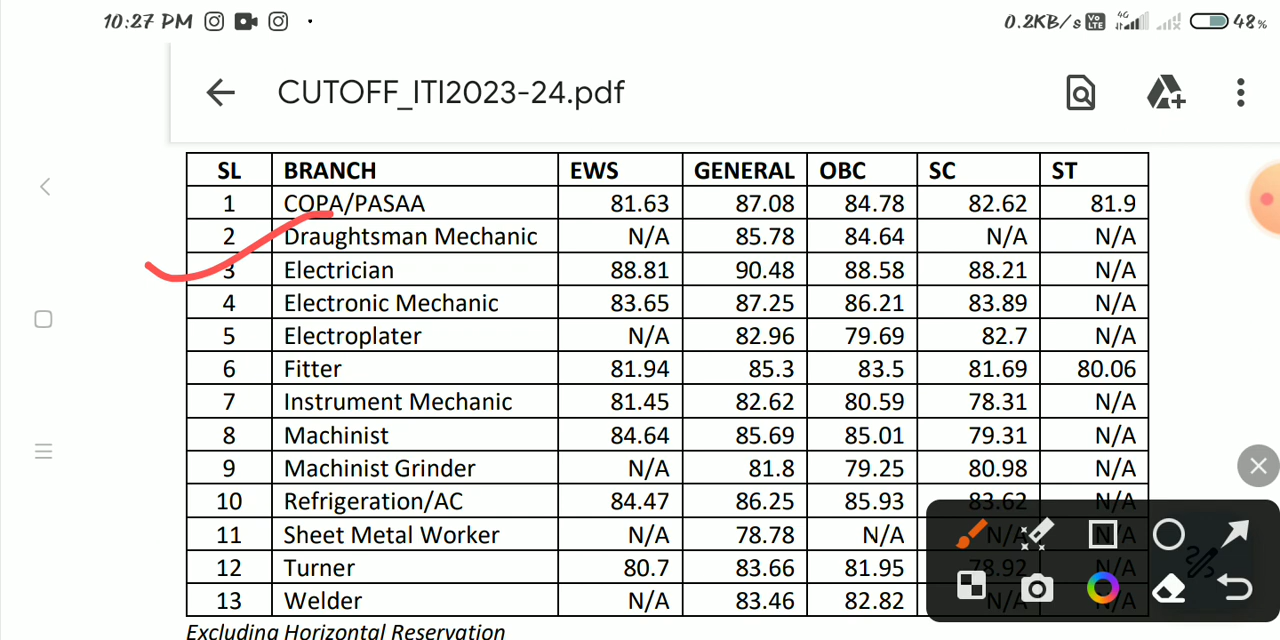 10:27 PM 0.2KB/s Vo LTE 4G 48%
CUTOFF_ITI2023-24.pdf
SL BRANCH EWS GENERAL OBC SC ST
1 COPA/PASAA 81.63 87.08 84.78 82.62 81.9
2 Draughtsman Mechanic N/A 85.78 84.64 N/A N/A
3 Electrician 88.81 90.48 88.58 88.21 N/A
4 Electronic Mechanic 83.65 87.25 86.21 83.89 N/A
5 Electroplater N/A 82.96 79.69 82.7 N/A
6 Fitter 81.94 85.3 83.5 81.69 80.06
7 Instrument Mechanic 81.45 82.62 80.59 78.31 N/A
8 Machinist 84.64 85.69 85.01 79.31 N/A
9 Machinist Grinder N/A 81.8 79.25 80.98 N/A
10 Refrigeration/AC 84.47 86.25 85.93 83.62 N/A
11 Sheet Metal Worker N/A 78.78 N/A N/A N/A
12 Turner 80.7 83.66 81.95 78.92 N/A
13 Welder N/A 83.46 82.82 N/A N/A
Excluding Horizontal Reservation